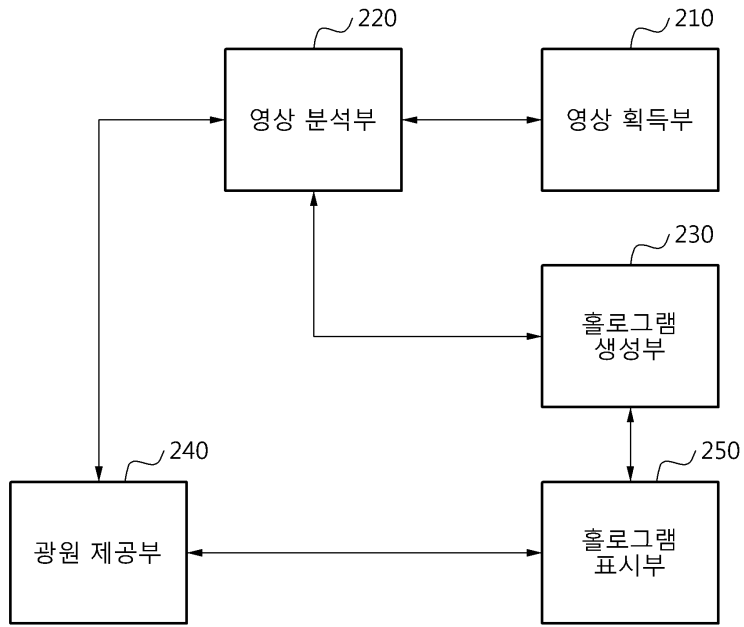 220
210
영상 분석부
영상 획득부
230
홀로그램
생성부
240
250
광원 제공부
홀로그램
표시부